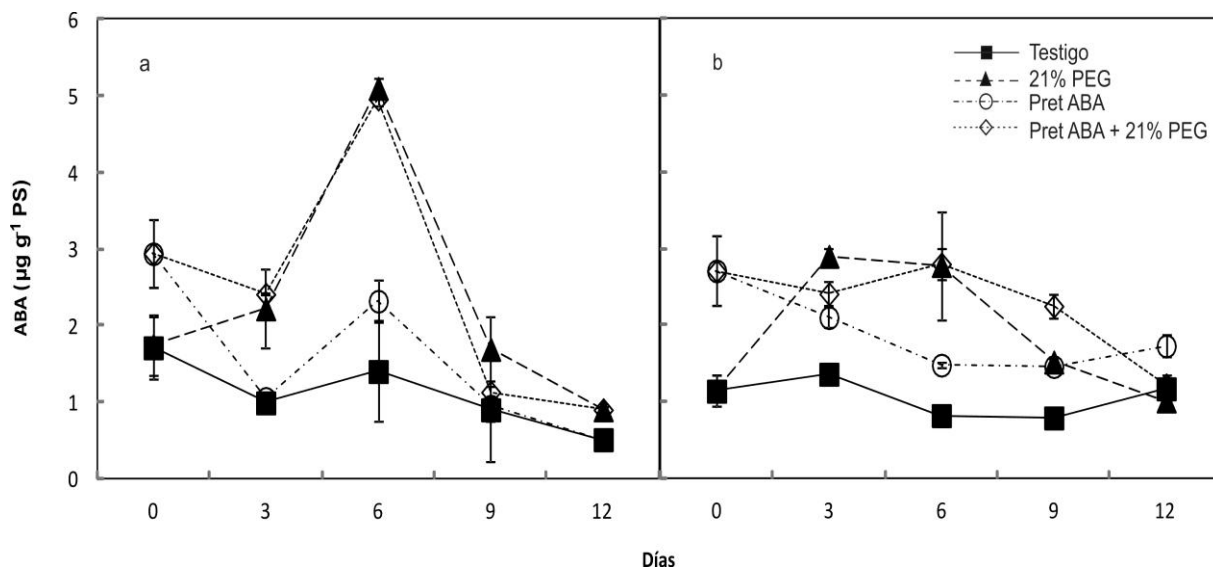 6
5
4
3
2
1
0
ABA (µg g⁻¹ PS)
a
b
Testigo
21% PEG
Pret ABA
Pret ABA + 21% PEG
0 3 6 9 12
0 3 6 9 12
Días